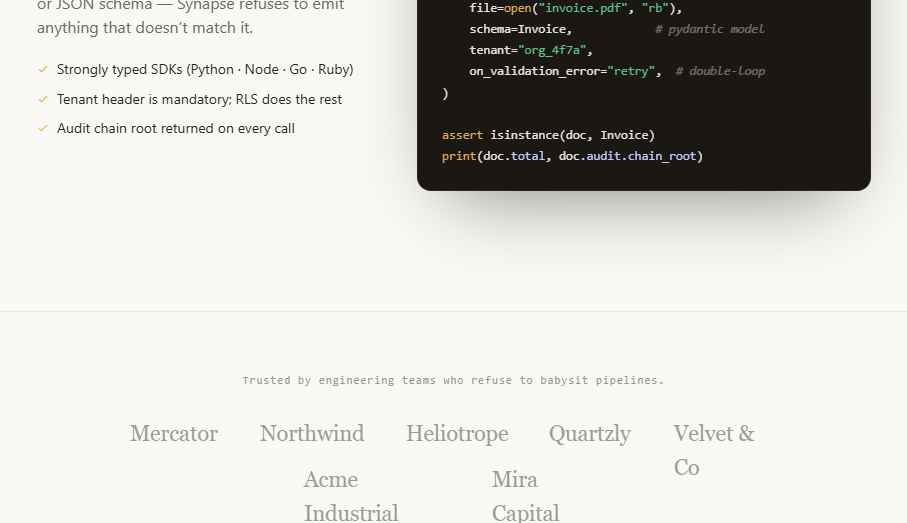 or JSON schema — Synapse refuses to emit
anything that doesn't match it.
✓ Strongly typed SDKs (Python · Node · Go · Ruby)
✓ Tenant header is mandatory; RLS does the rest
✓ Audit chain root returned on every call
file=open("invoice.pdf", "rb"),
schema=Invoice, # pydantic model
tenant="org_4f7a",
on_validation_error="retry", # double-loop
)
assert isinstance(doc, Invoice)
print(doc.total, doc.audit.chain_root)
Trusted by engineering teams who refuse to babysit pipelines.
Mercator Northwind Heliotrope Quartzly Velvet &
Co
Acme Mira
Industrial Capital